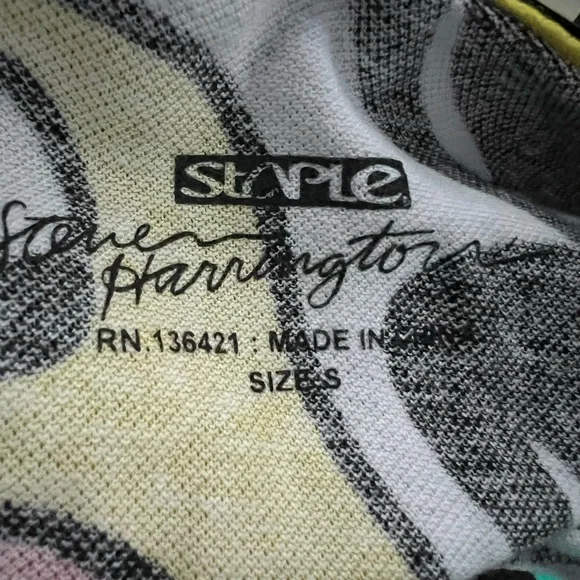 STAPLE
Steven
Harrington
RN.136421 : MADE IN CHINA
SIZE:S